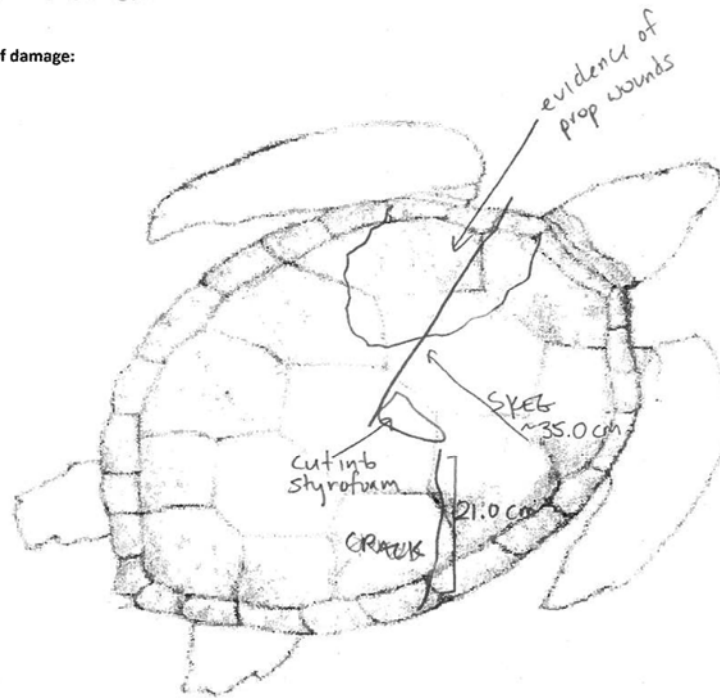 f damage:
evidence of
prop wounds
SKEG
~35.0 cm
cut into
styrofoam
21.0 cm
CRACK